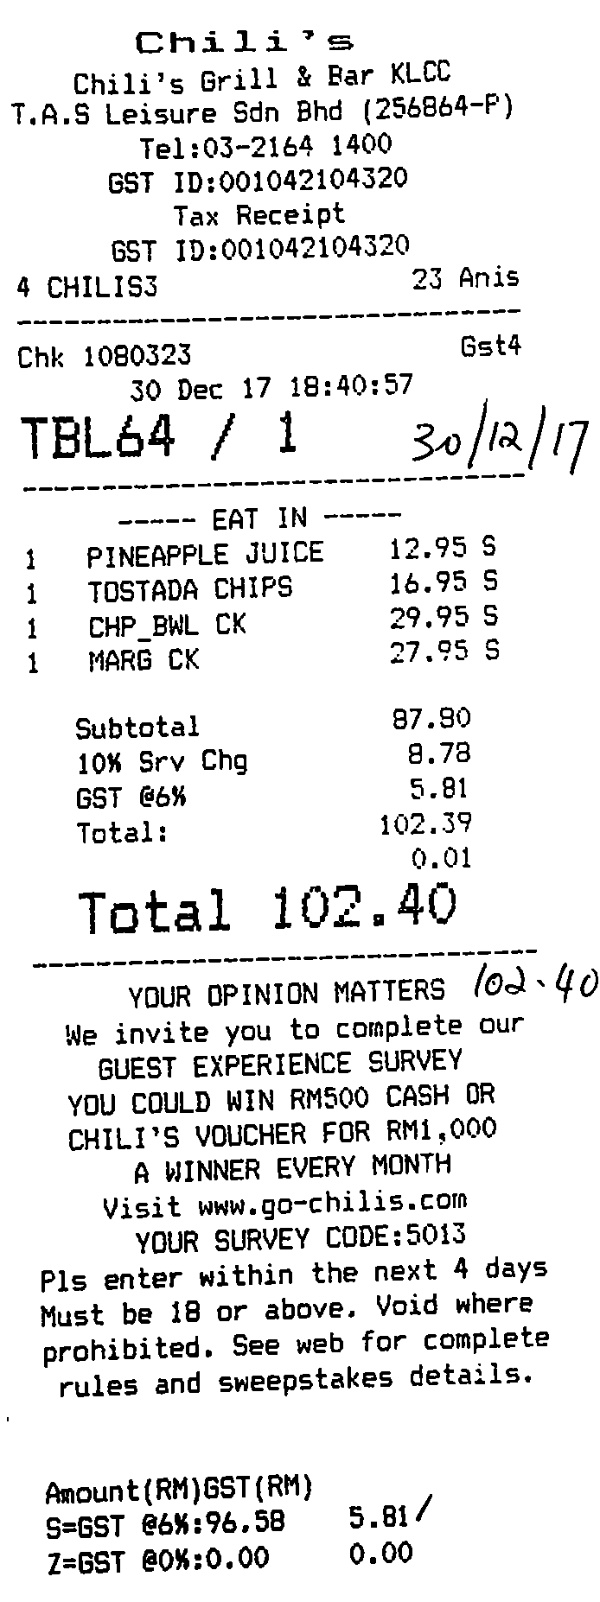 Chili's
Chili's Grill & Bar KLCC
T.A.S Leisure Sdn Bhd (256864-P)
Tel:03-2164 1400
GST ID:001042104320
Tax Receipt
GST ID:001042104320
4 CHILIS3 23 Anis
--------------------------------
Chk 1080323 Gst4
30 Dec 17 18:40:57
TBL64 / 1 30/12/17
--------------------------------
----- EAT IN -----
1 PINEAPPLE JUICE 12.95 S
1 TOSTADA CHIPS 16.95 S
1 CHP_BWL CK 29.95 S
1 MARG CK 27.95 S
Subtotal 87.80
10% Srv Chg 8.78
GST @6% 5.81
Total: 102.39
0.01
Total 102.40
--------------------------------
YOUR OPINION MATTERS 102.40
We invite you to complete our
GUEST EXPERIENCE SURVEY
YOU COULD WIN RM500 CASH OR
CHILI'S VOUCHER FOR RM1,000
A WINNER EVERY MONTH
Visit www.go-chilis.com
YOUR SURVEY CODE:5013
Pls enter within the next 4 days
Must be 18 or above. Void where
prohibited. See web for complete
rules and sweepstakes details.
Amount(RM)GST(RM)
S=GST @6%:96.58 5.81 /
Z=GST @0%:0.00 0.00